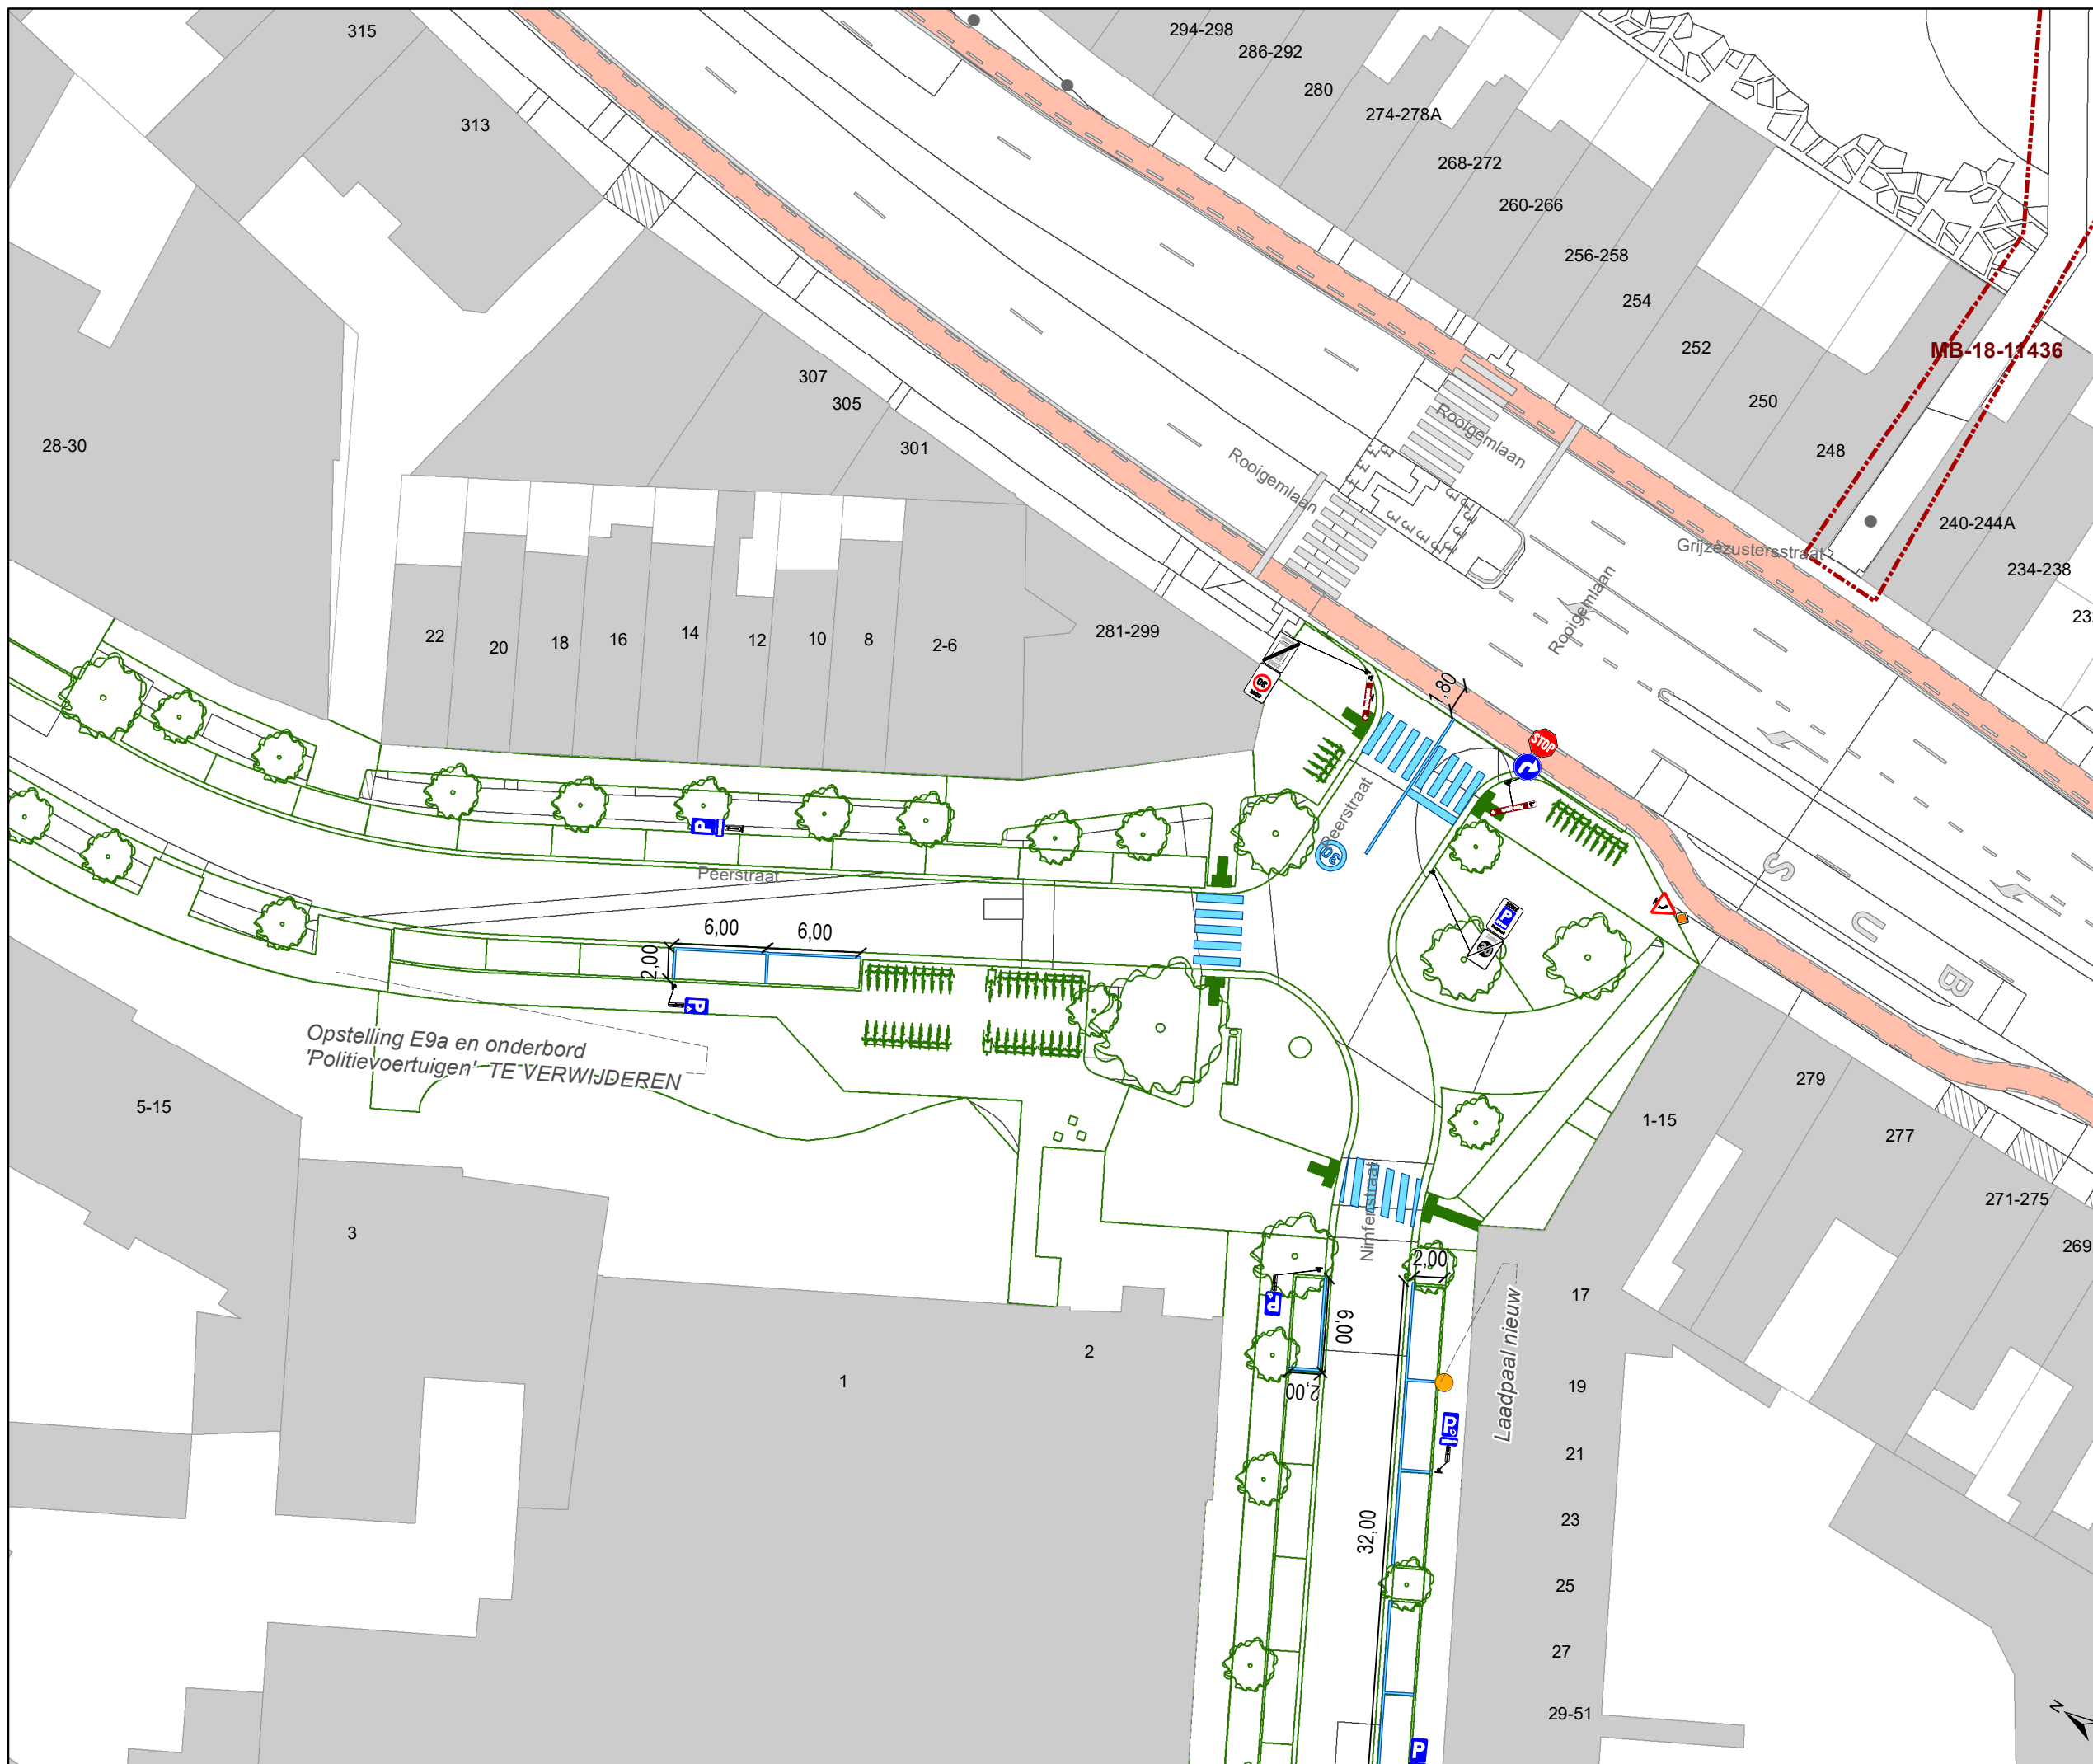 315
294-298
286-292
280
274-278A
313
268-272
260-266
256-258
254
252
MB-18-11436
250
307
305
301
248
28-30
Rooigemlaan
Rooigemlaan
Rooigemlaan
Grijzezustersstraat
240-244A
234-238
22
20
18
16
14
12
10
8
2-6
281-299
30
1,80
STOP
Peerstraat
30
P
Peerstraat
P
SUB
6,00
6,00
2,00
P
Opstelling E9a en onderbord
'Politievoertuigen' TE VERWIJDEREN
5-15
279
1-15
277
271-275
269
3
Nimfenstraat
2,00
P
6,00
2,00
17
Laadpaal nieuw
2
1
19
P
21
23
32,00
25
27
29-51
P
N